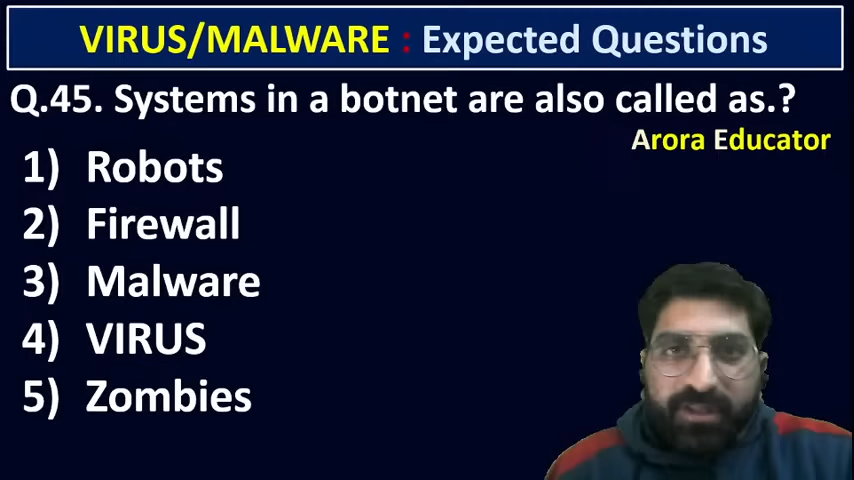 VIRUS/MALWARE : Expected Questions
Q.45. Systems in a botnet are also called as.?
Arora Educator
1) Robots
2) Firewall
3) Malware
4) VIRUS
5) Zombies